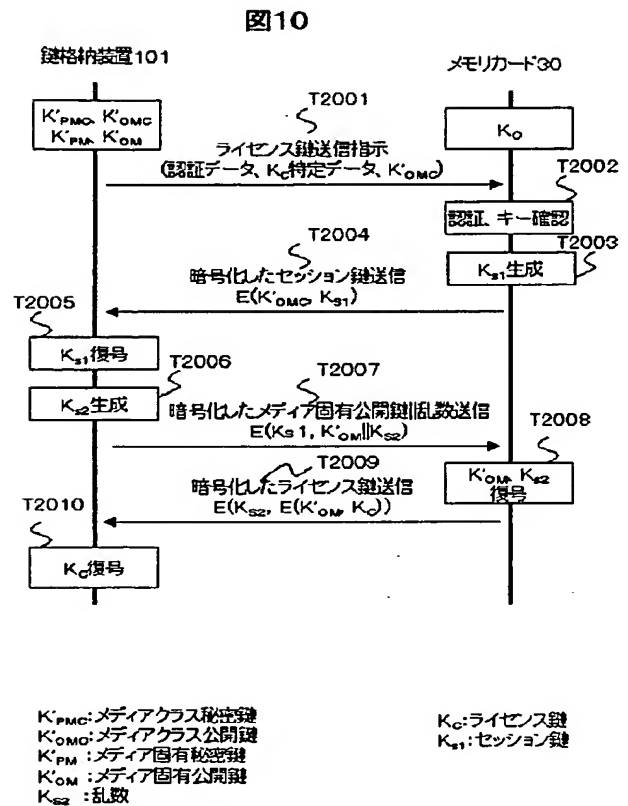 図10
鍵格納装置101
メモリカード30
K'PMC, K'OMC
K'PM, K'OM
T2001
KC
ライセンス鍵送信指示
(認証データ、KC特定データ、K'OMC)
T2002
認証、キー確認
T2004
T2003
暗号化したセッション鍵送信
Ks1生成
E(K'OMC, KS1)
T2005
Ks1復号
T2006
T2007
Ks2生成
暗号化したメディア固有公開鍵||乱数送信
T2008
E(KS1, K'OM||KS2)
T2009
K'OM, Ks2
復号
暗号化したライセンス鍵送信
T2010
E(KS2, E(K'OM, KC))
KC復号
K'PMC:メディアクラス秘密鍵
KC:ライセンス鍵
K'OMC:メディアクラス公開鍵
Ks1:セッション鍵
K'PM :メディア固有秘密鍵
K'OM :メディア固有公開鍵
KS2 :乱数